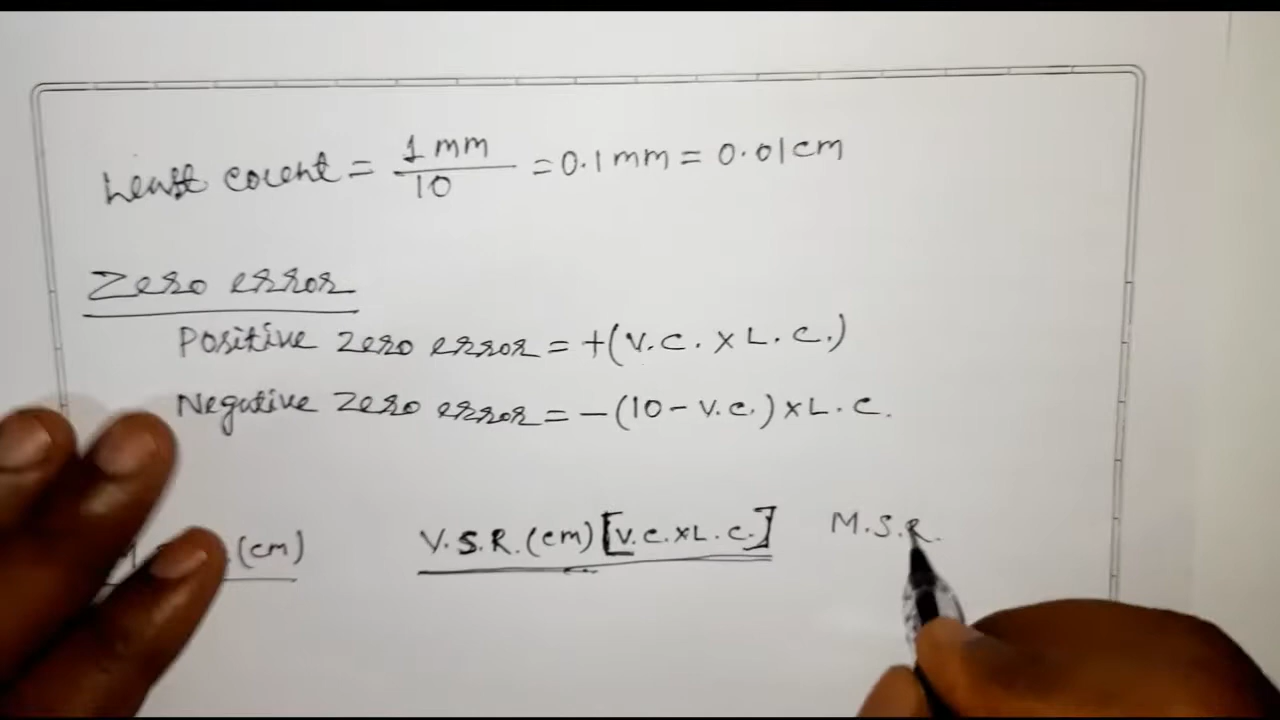 Least count = 1 mm / 10 = 0.1 mm = 0.01 cm
Zero error
Positive zero error = +(V.C. × L.C.)
Negative zero error = −(10 − V.C.) × L.C.
(cm) V.S.R. (cm) [V.C. × L.C.] M.S.R.